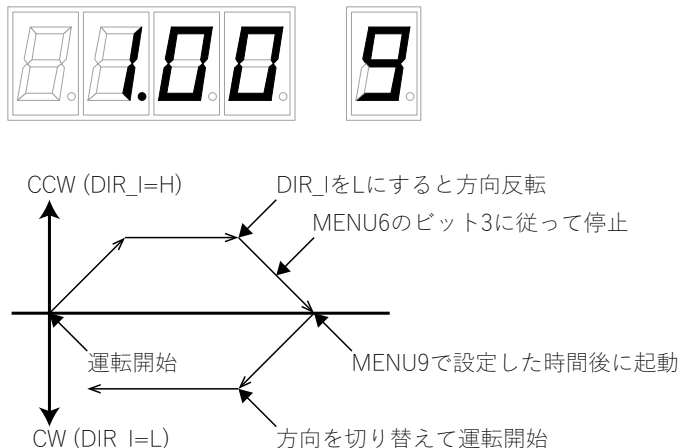 1.00 9
CCW (DIR_I=H)
DIR_IをLにすると方向反転
MENU6のビット3に従って停止
運転開始
MENU9で設定した時間後に起動
CW (DIR_I=L)
方向を切り替えて運転開始